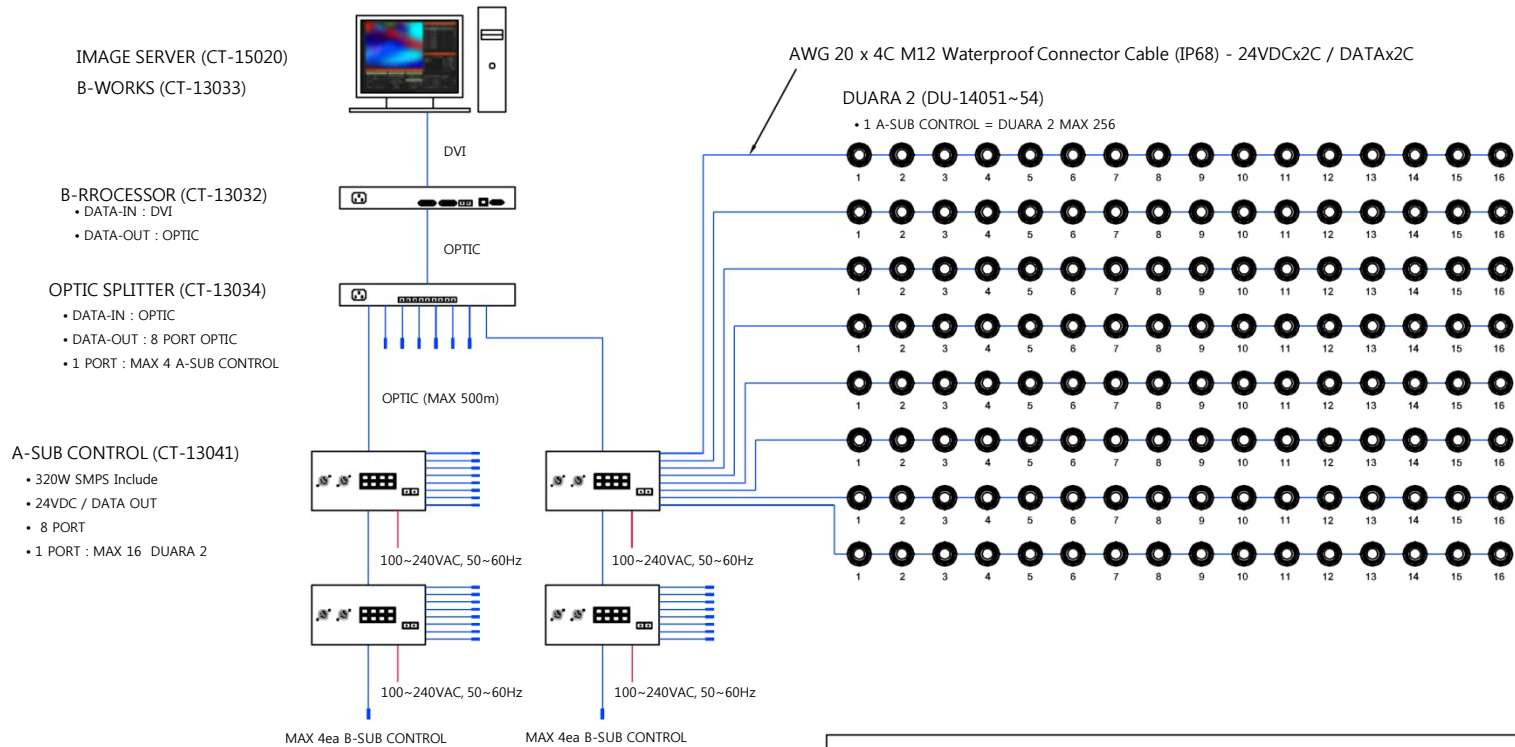 IMAGE SERVER (CT-15020)
B-WORKS (CT-13033)
DVI
B-RROCESSOR (CT-13032)
• DATA-IN : DVI
• DATA-OUT : OPTIC
OPTIC
OPTIC SPLITTER (CT-13034)
• DATA-IN : OPTIC
• DATA-OUT : 8 PORT OPTIC
• 1 PORT : MAX 4 A-SUB CONTROL
OPTIC (MAX 500m)
A-SUB CONTROL (CT-13041)
• 320W SMPS Include
• 24VDC / DATA OUT
• 8 PORT
• 1 PORT : MAX 16 DUARA 2
100~240VAC, 50~60Hz
100~240VAC, 50~60Hz
100~240VAC, 50~60Hz
100~240VAC, 50~60Hz
MAX 4ea B-SUB CONTROL
MAX 4ea B-SUB CONTROL
AWG 20 x 4C M12 Waterproof Connector Cable (IP68) - 24VDCx2C / DATAx2C
DUARA 2 (DU-14051~54)
• 1 A-SUB CONTROL = DUARA 2 MAX 256
1 2 3 4 5 6 7 8 9 10 11 12 13 14 15 16
1 2 3 4 5 6 7 8 9 10 11 12 13 14 15 16
1 2 3 4 5 6 7 8 9 10 11 12 13 14 15 16
1 2 3 4 5 6 7 8 9 10 11 12 13 14 15 16
1 2 3 4 5 6 7 8 9 10 11 12 13 14 15 16
1 2 3 4 5 6 7 8 9 10 11 12 13 14 15 16
1 2 3 4 5 6 7 8 9 10 11 12 13 14 15 16
1 2 3 4 5 6 7 8 9 10 11 12 13 14 15 16